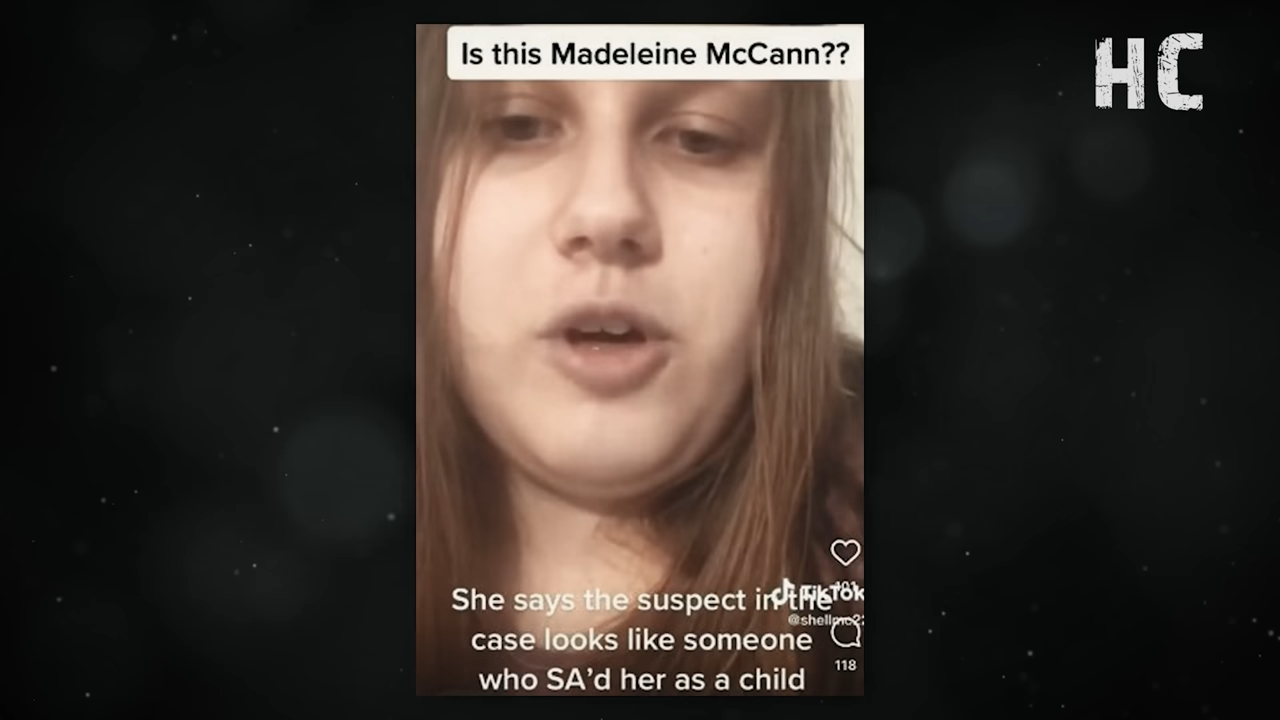 Is this Madeleine McCann??
HC
She says the suspect in the
case looks like someone
who SA’d her as a child
401
TikTok
118